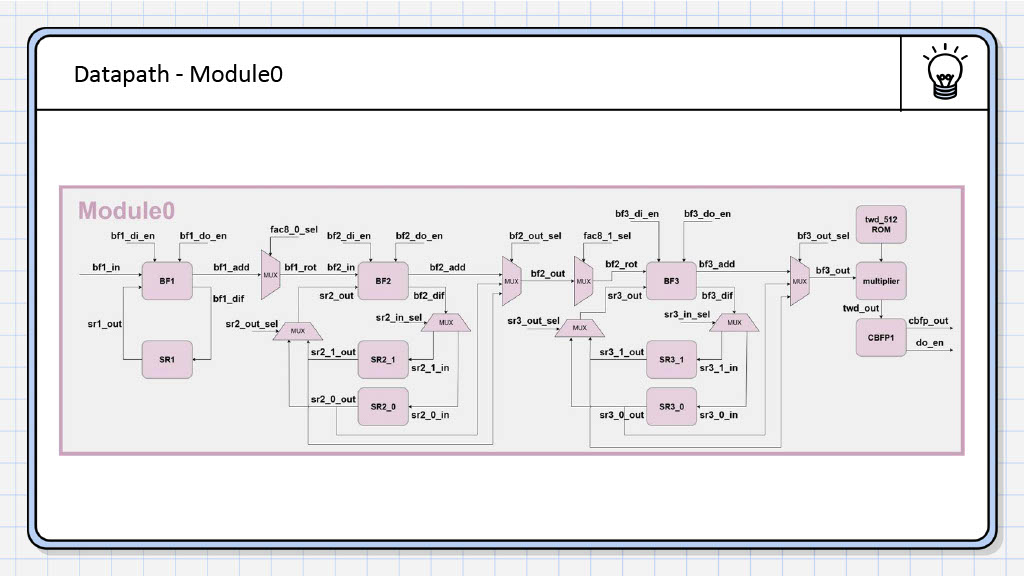 Datapath - Module0
Module0
bf1_di_en
bf1_do_en
fac8_0_sel
bf2_di_en
bf2_do_en
bf2_out_sel
fac8_1_sel
bf3_di_en
bf3_do_en
bf3_out_sel
twd_512
ROM
bf1_in
BF1
bf1_add
MUX
bf1_rot
bf2_in
BF2
bf2_add
MUX
bf2_out
MUX
bf2_rot
BF3
bf3_add
MUX
bf3_out
multiplier
bf1_dif
sr2_out
bf2_dif
sr3_out
bf3_dif
twd_out
sr1_out
sr2_out_sel
MUX
sr2_in_sel
MUX
sr3_out_sel
MUX
sr3_in_sel
MUX
CBFP1
cbfp_out
do_en
SR1
sr2_1_out
SR2_1
sr2_1_in
sr3_1_out
SR3_1
sr3_1_in
sr2_0_out
SR2_0
sr2_0_in
sr3_0_out
SR3_0
sr3_0_in